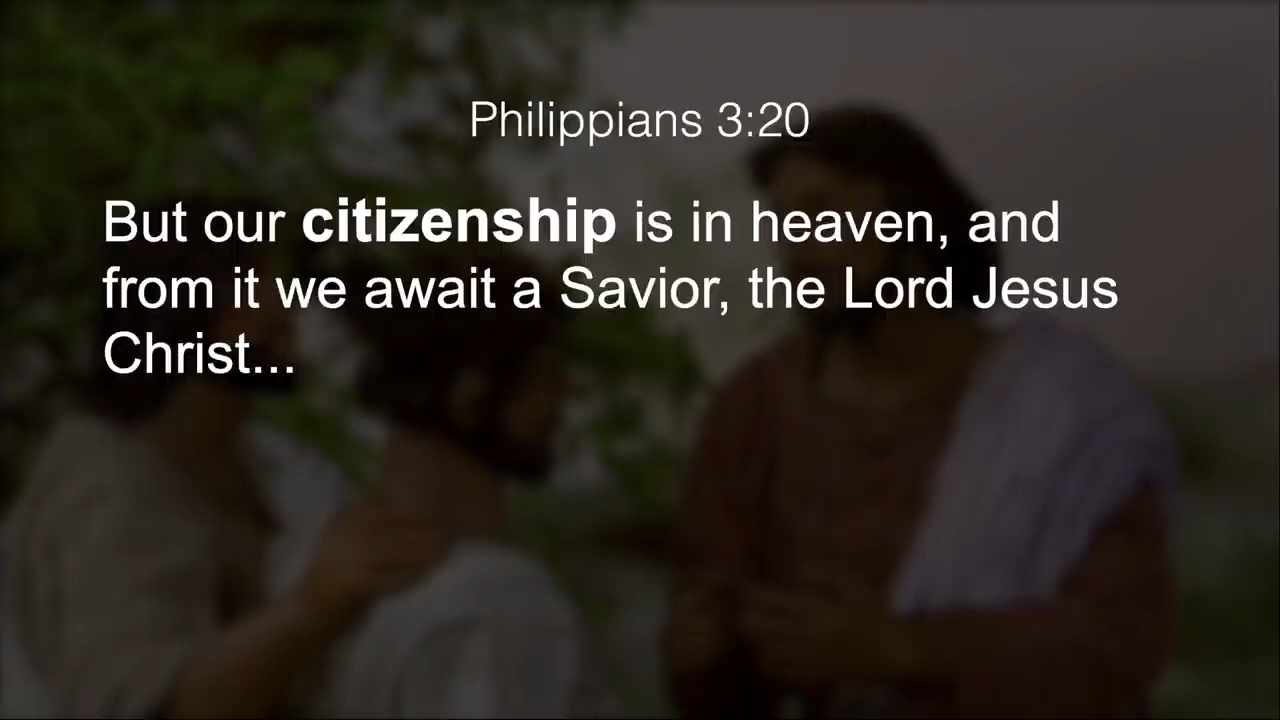 Philippians 3:20
But our citizenship is in heaven, and
from it we await a Savior, the Lord Jesus
Christ...